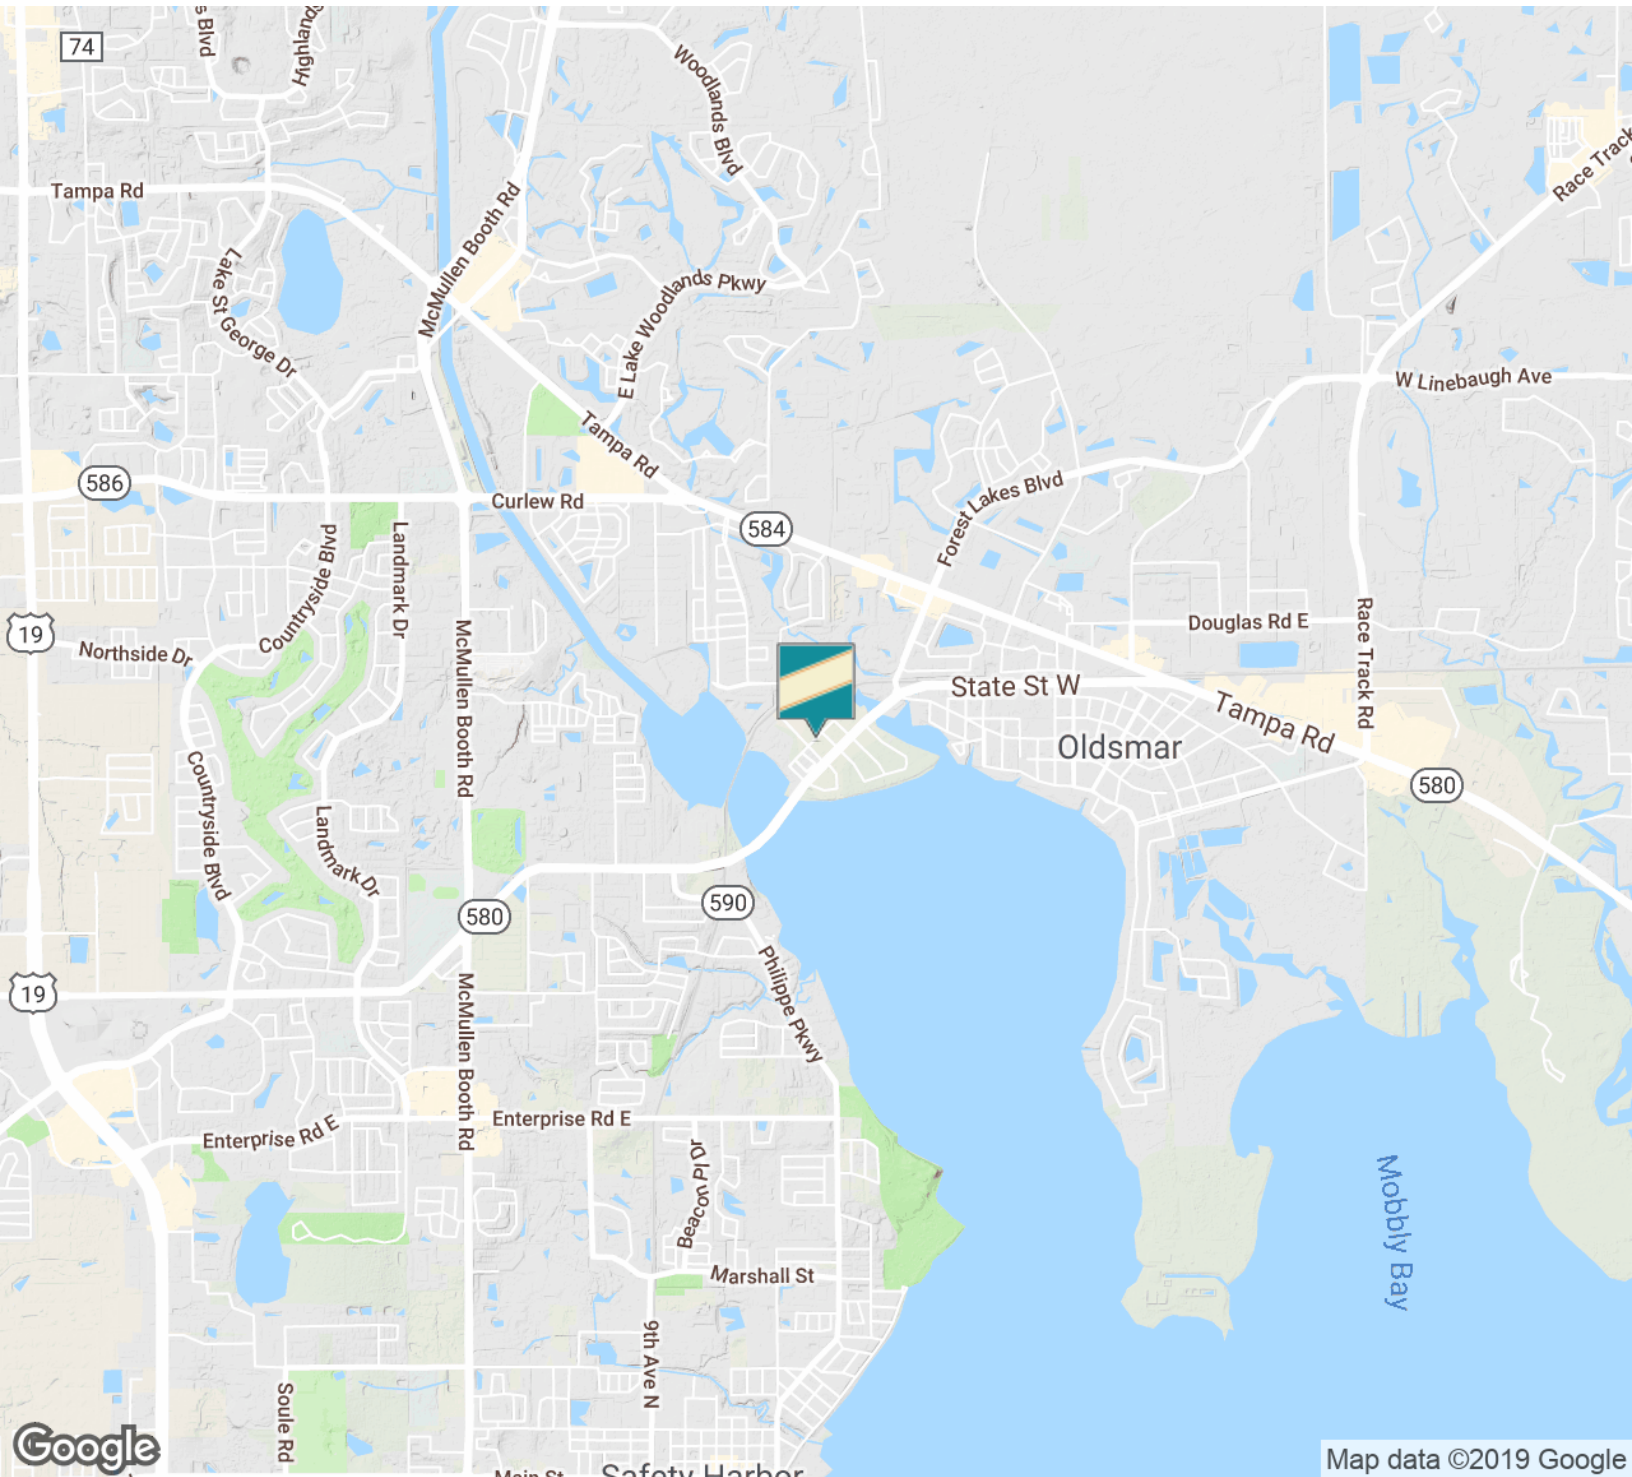 s Blvd
Highlands
74
Woodlands Blvd
Race Track
Tampa Rd
McMullen Booth Rd
Lake St George Dr
E Lake Woodlands Pkwy
W Linebaugh Ave
Tampa Rd
586
Curlew Rd
584
Forest Lakes Blvd
Countryside Blvd
Landmark Dr
19
Northside Dr
McMullen Booth Rd
Douglas Rd E
Race Track Rd
State St W
Tampa Rd
Oldsmar
580
Countryside Blvd
Landmark Dr
580
590
19
Philippe Pkwy
McMullen Booth Rd
Enterprise Rd E
Enterprise Rd E
Beacon Pl Dr
Mobbly Bay
Marshall St
9th Ave N
Soule Rd
Google
Main St
Safety Harbor
Map data ©2019 Google